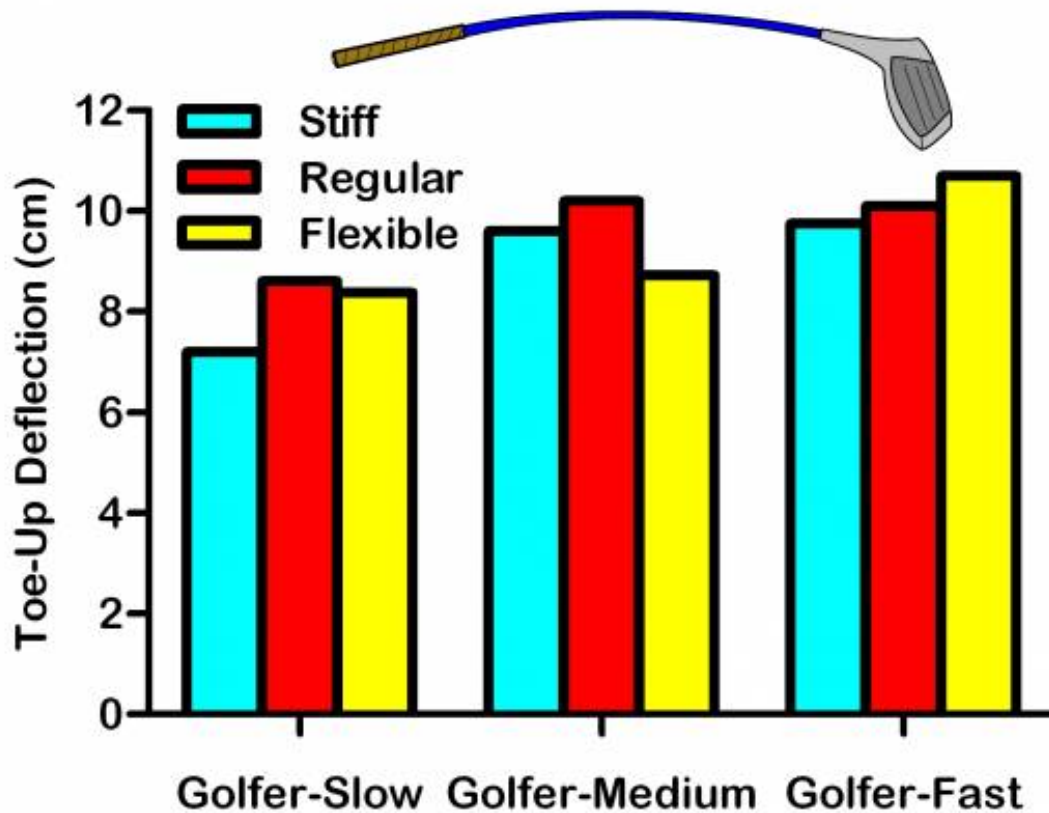 Toe-Up Deflection (cm)
12
10
8
6
4
2
0
Stiff
Regular
Flexible
Golfer-Slow
Golfer-Medium
Golfer-Fast